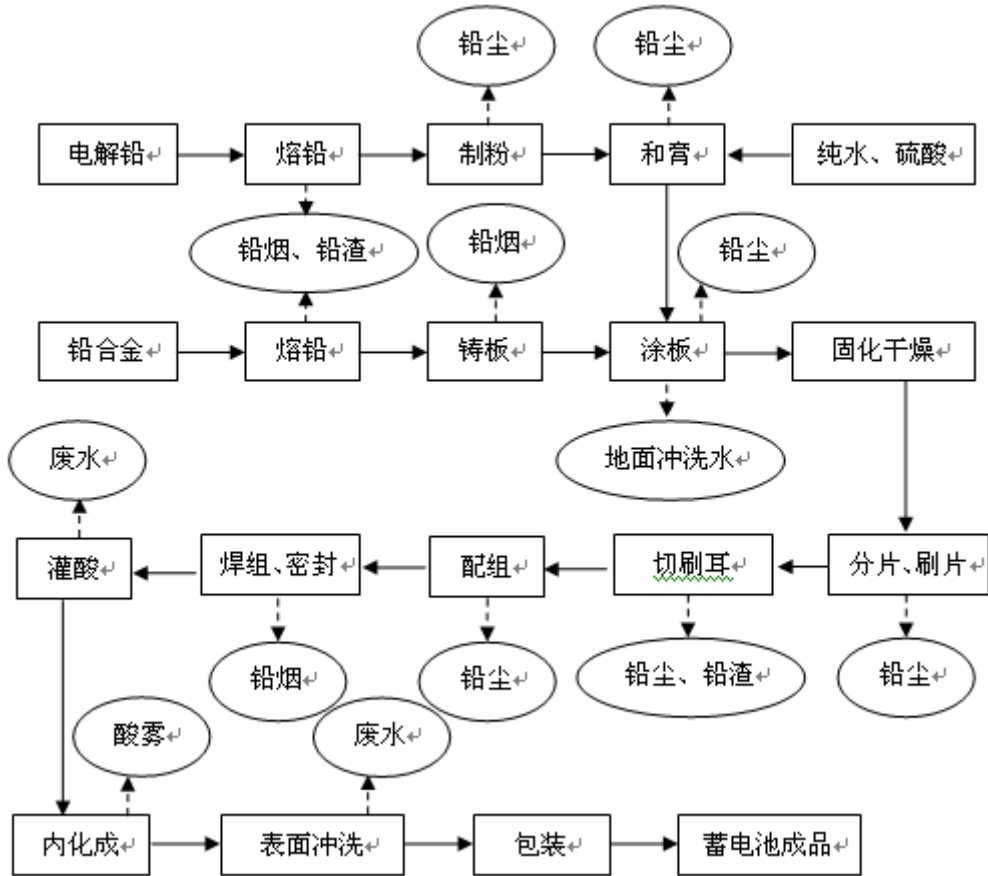 铅尘
铅尘
电解铅
熔铅
制粉
和膏
纯水、硫酸
铅烟、铅渣
铅烟
铅尘
铅合金
熔铅
铸板
涂板
固化干燥
废水
地面冲洗水
灌酸
焊组、密封
配组
切刷耳
分片、刷片
铅烟
铅尘
铅尘、铅渣
铅尘
酸雾
废水
内化成
表面冲洗
包装
蓄电池成品